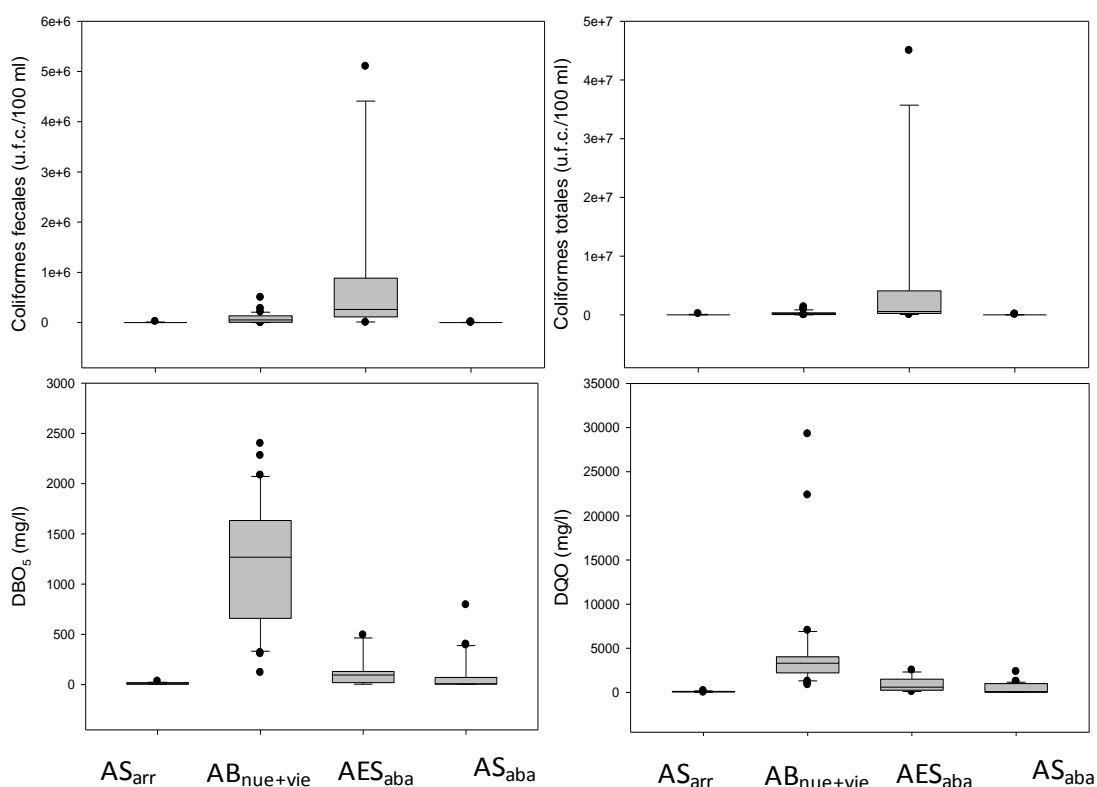 Coliformes fecales (u.f.c./100 ml)
6e+6
5e+6
4e+6
3e+6
2e+6
1e+6
0
Coliformes totales (u.f.c./100 ml)
5e+7
4e+7
3e+7
2e+7
1e+7
0
DBO5 (mg/l)
3000
2500
2000
1500
1000
500
0
DQO (mg/l)
35000
30000
25000
20000
15000
10000
5000
0
ASarr ABnue+vie AESaba ASaba
ASarr ABnue+vie AESaba ASaba